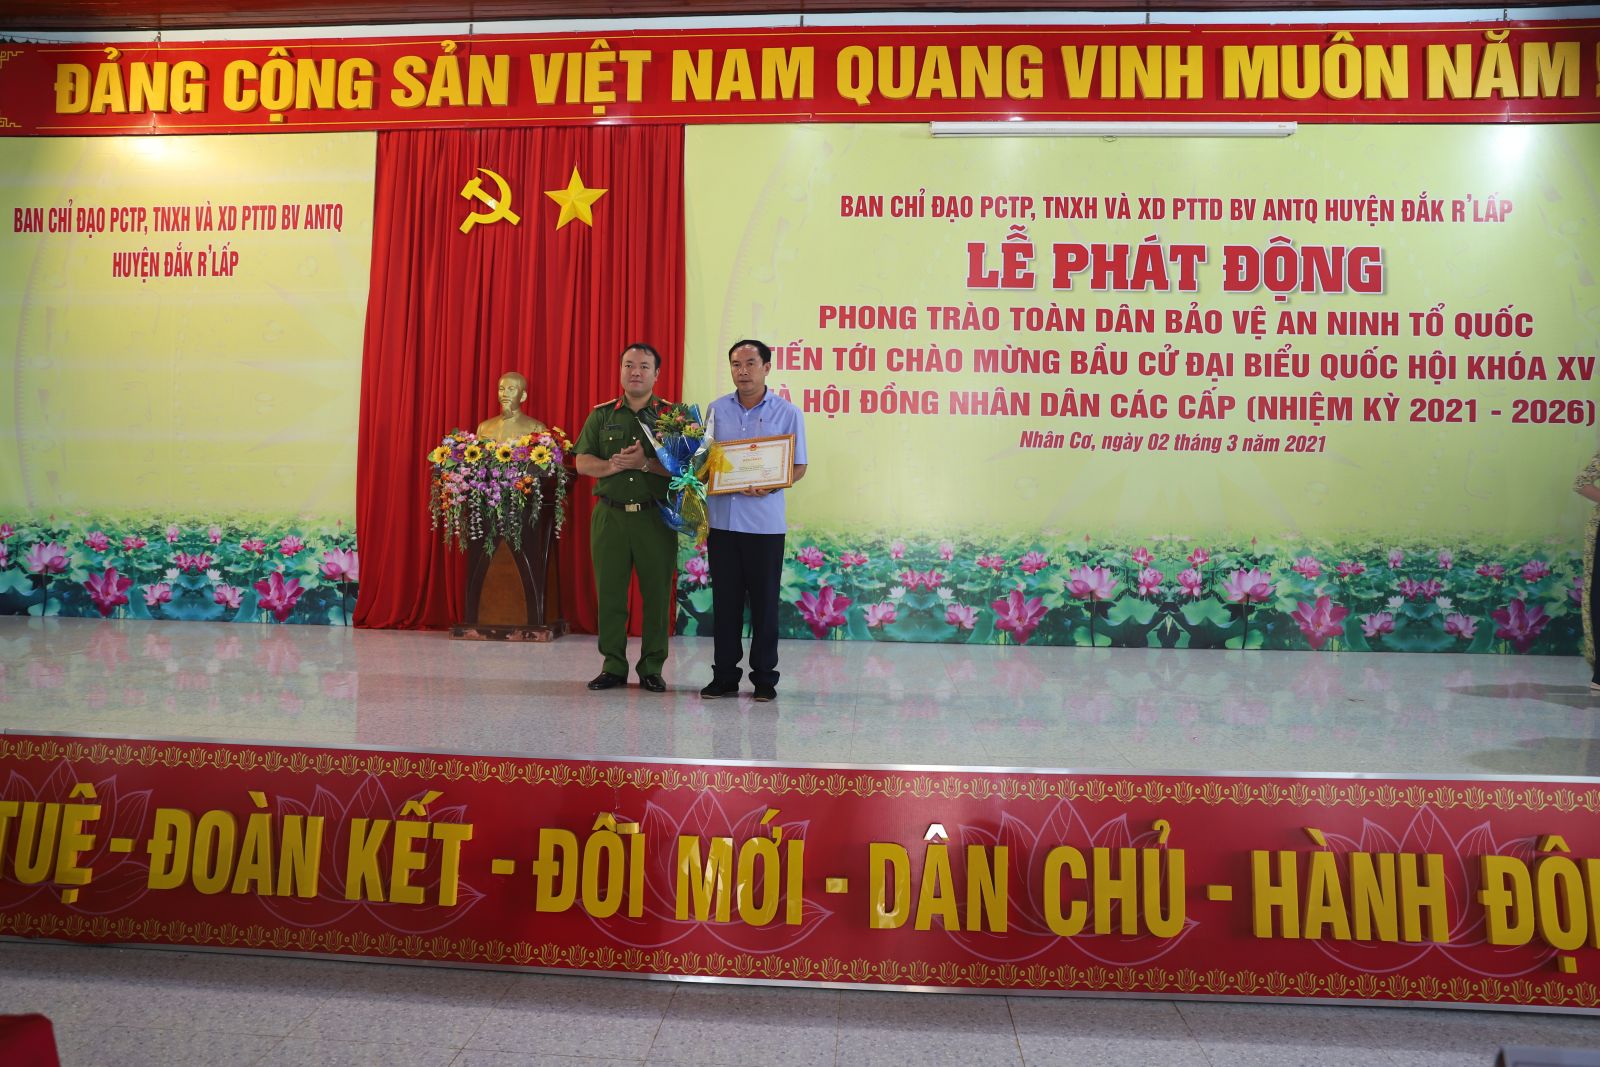 ĐẢNG CỘNG SẢN VIỆT NAM QUANG VINH MUÔN NĂM
BAN CHỈ ĐẠO PCTP, TNXH VÀ XD PTTD BV ANTQ
HUYỆN ĐẮK R'LẤP
BAN CHỈ ĐẠO PCTP, TNXH VÀ XD PTTD BV ANTQ HUYỆN ĐẮK R'LẤP
LỄ PHÁT ĐỘNG
PHONG TRÀO TOÀN DÂN BẢO VỆ AN NINH TỔ QUỐC
TIẾN TỚI CHÀO MỪNG BẦU CỬ ĐẠI BIỂU QUỐC HỘI KHÓA XV
VÀ HỘI ĐỒNG NHÂN DÂN CÁC CẤP (NHIỆM KỲ 2021 - 2026)
Nhân Cơ, ngày 02 tháng 3 năm 2021
TUỆ - ĐOÀN KẾT - ĐỔI MỚI - DÂN CHỦ - HÀNH ĐỘN